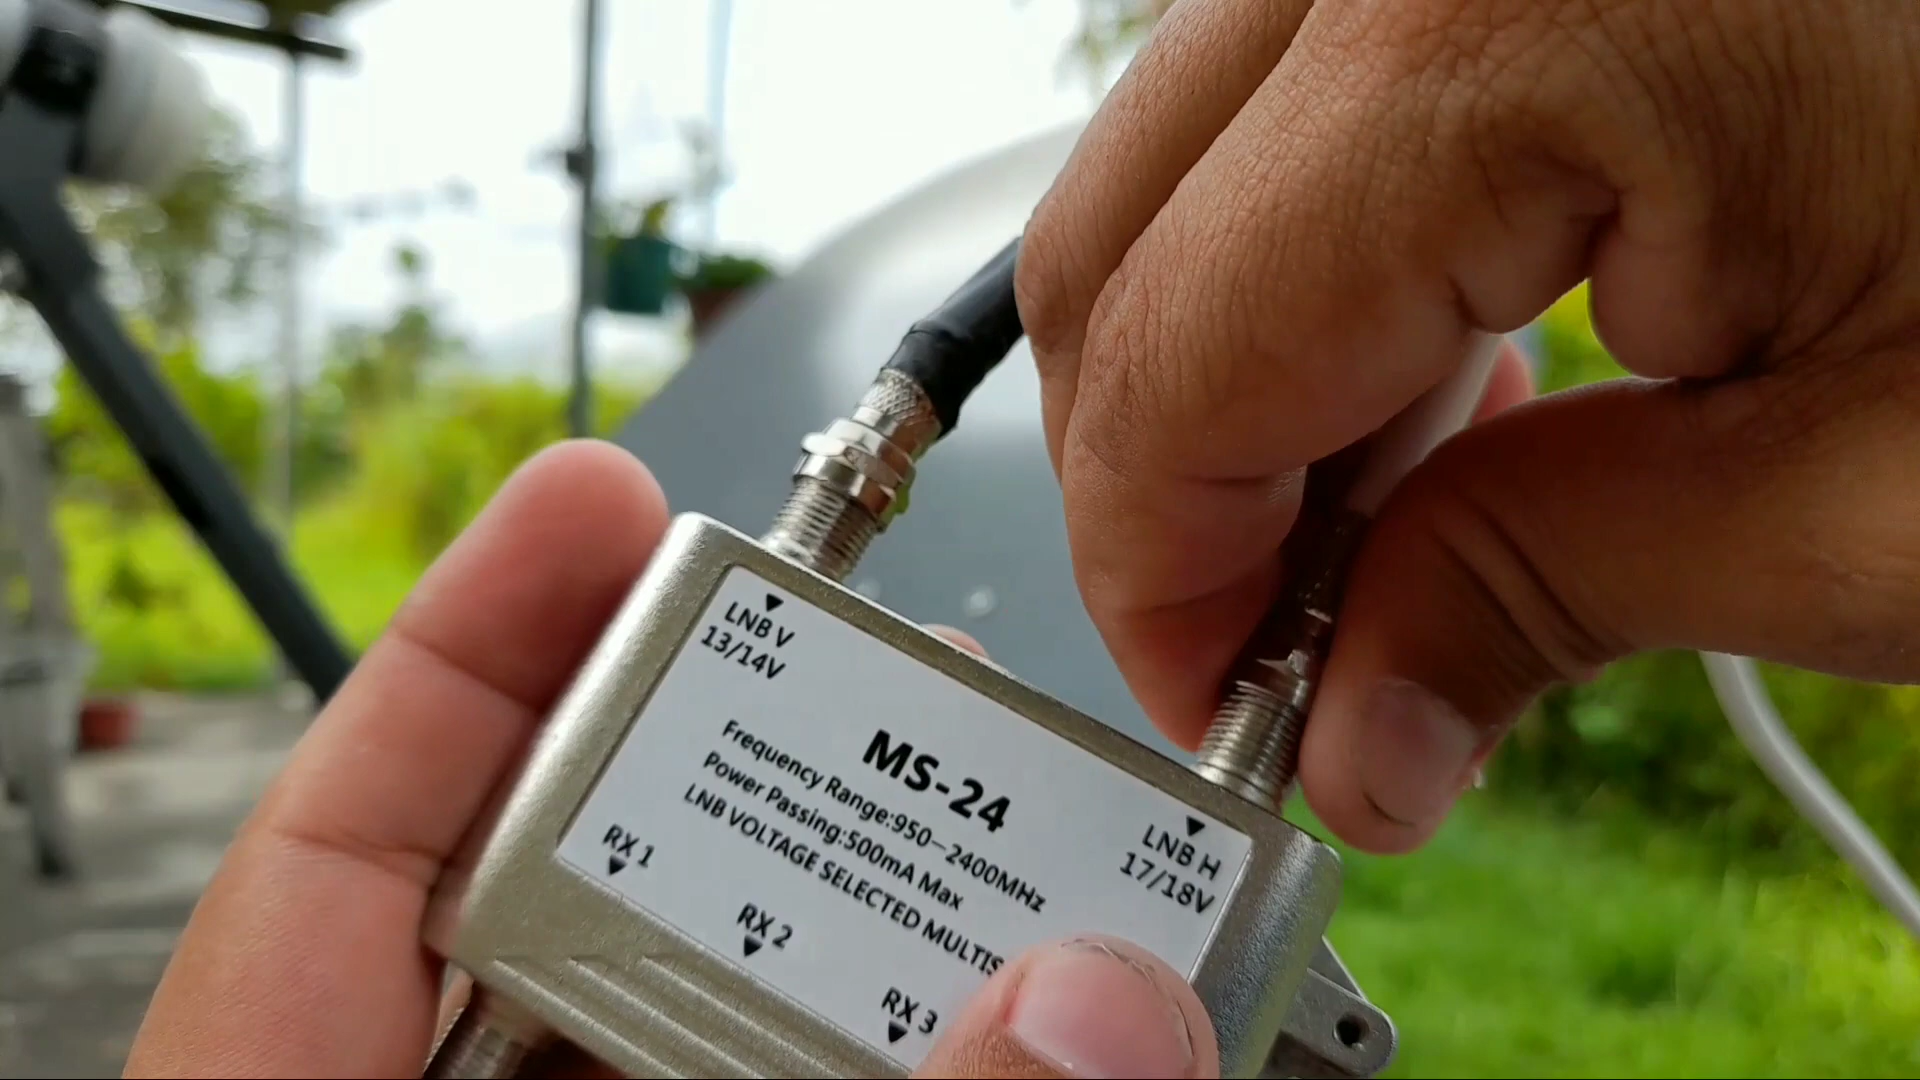 LNB V
13/14V
MS-24
Frequency Range:950—2400MHz
Power Passing:500mA Max
LNB VOLTAGE SELECTED
LNB H
17/18V
RX 1
RX 2
RX 3